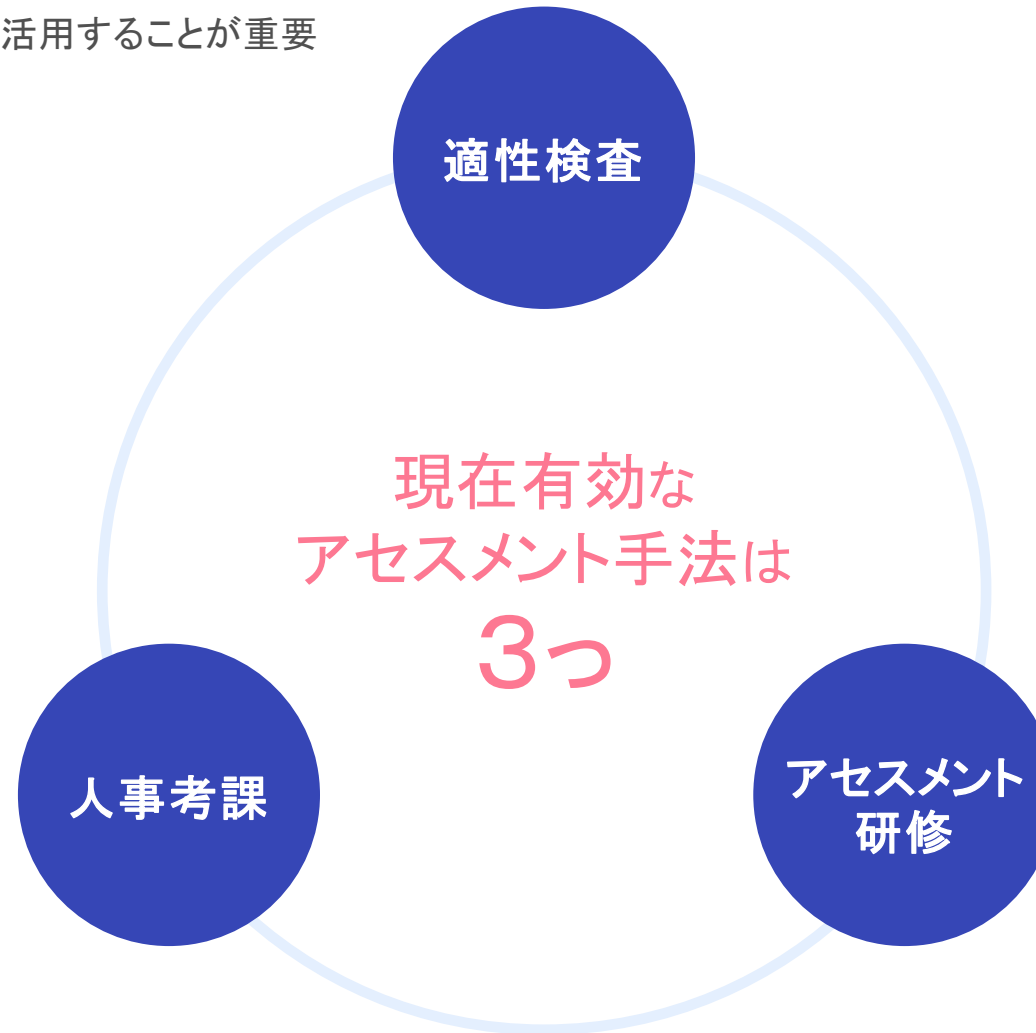 活用することが重要
適性検査
現在有効な
アセスメント手法は
3つ
人事考課
アセスメント
研修